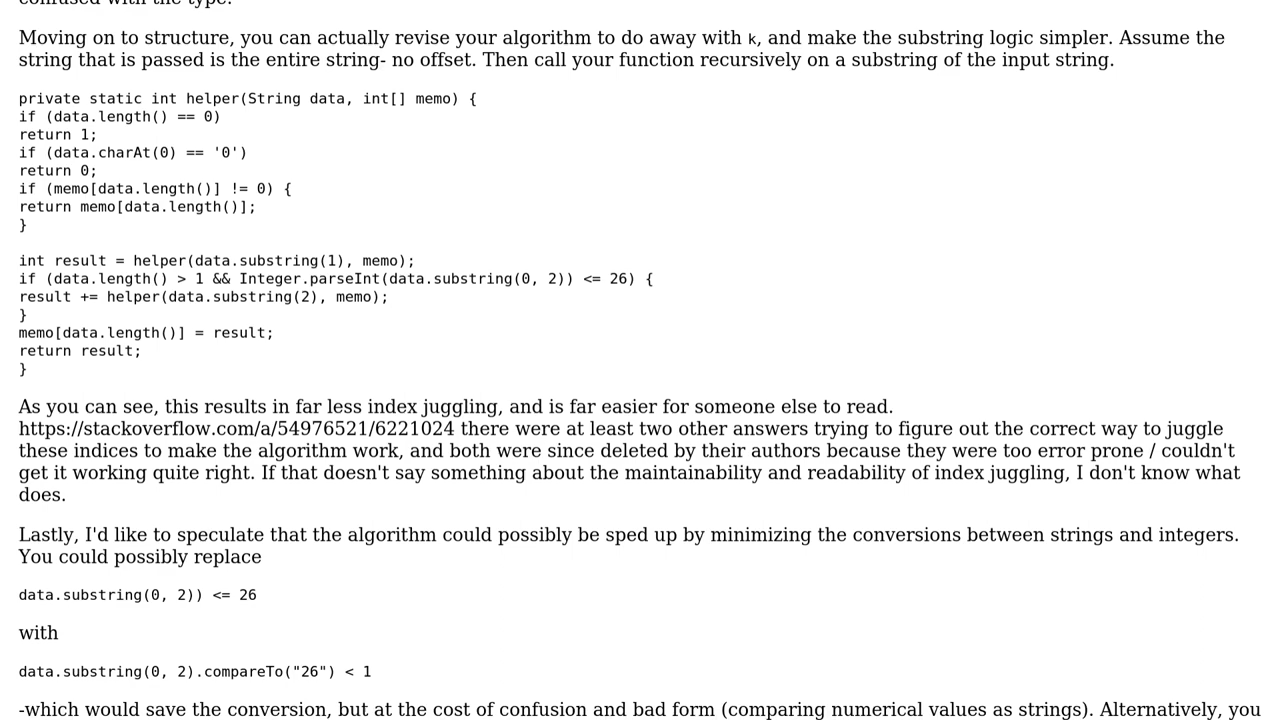 confused with the type.
Moving on to structure, you can actually revise your algorithm to do away with k, and make the substring logic simpler. Assume the
string that is passed is the entire string- no offset. Then call your function recursively on a substring of the input string.
private static int helper(String data, int[] memo) {
if (data.length() == 0)
return 1;
if (data.charAt(0) == '0')
return 0;
if (memo[data.length()] != 0) {
return memo[data.length()];
}
int result = helper(data.substring(1), memo);
if (data.length() > 1 && Integer.parseInt(data.substring(0, 2)) <= 26) {
result += helper(data.substring(2), memo);
}
memo[data.length()] = result;
return result;
}
As you can see, this results in far less index juggling, and is far easier for someone else to read.
https://stackoverflow.com/a/54976521/6221024 there were at least two other answers trying to figure out the correct way to juggle
these indices to make the algorithm work, and both were since deleted by their authors because they were too error prone / couldn't
get it working quite right. If that doesn't say something about the maintainability and readability of index juggling, I don't know what
does.
Lastly, I'd like to speculate that the algorithm could possibly be sped up by minimizing the conversions between strings and integers.
You could possibly replace
data.substring(0, 2)) <= 26
with
data.substring(0, 2).compareTo("26") < 1
-which would save the conversion, but at the cost of confusion and bad form (comparing numerical values as strings). Alternatively, you